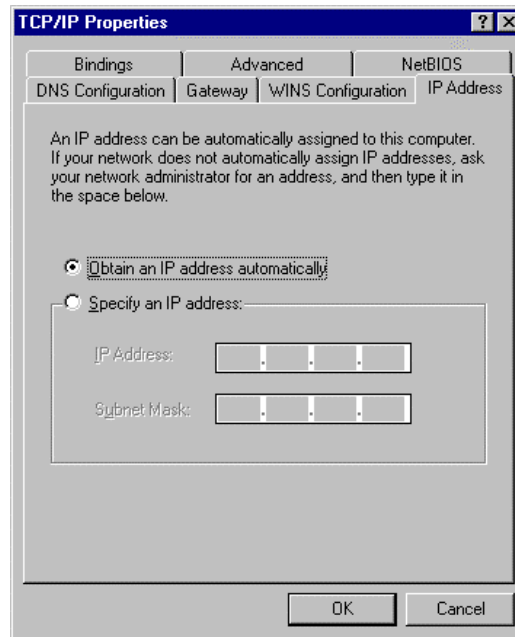 TCP/IP Properties
Bindings Advanced NetBIOS
DNS Configuration Gateway WINS Configuration IP Address
An IP address can be automatically assigned to this computer.
If your network does not automatically assign IP addresses, ask
your network administrator for an address, and then type it in
the space below.
Obtain an IP address automatically
Specify an IP address:
IP Address:
. . .
Subnet Mask:
. . .
OK Cancel